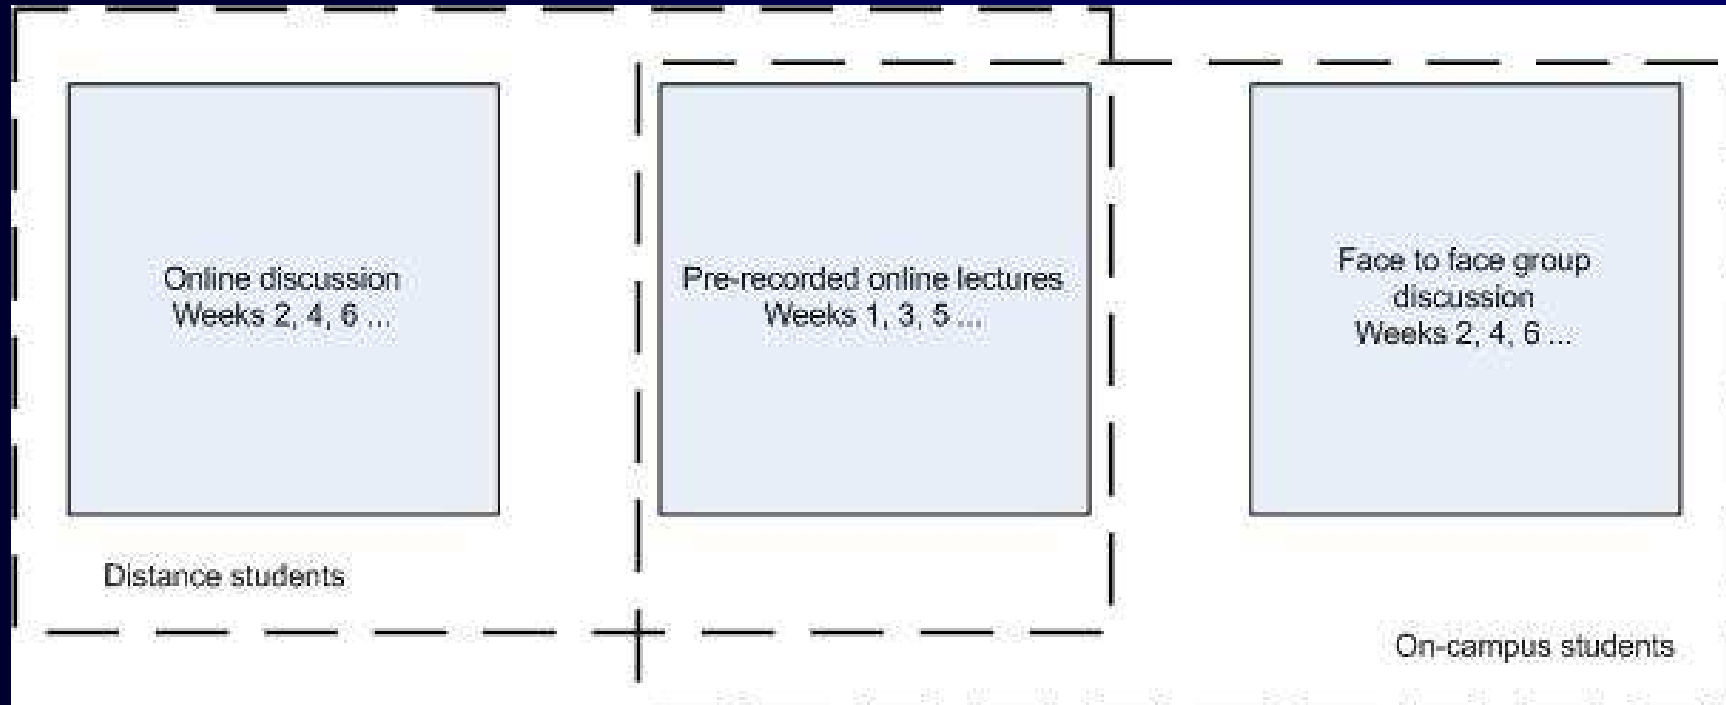 Online discussion
Weeks 2, 4, 6 ...
Pre-recorded online lectures
Weeks 1, 3, 5 ...
Face to face group
discussion
Weeks 2, 4, 6 ...
Distance students
On-campus students